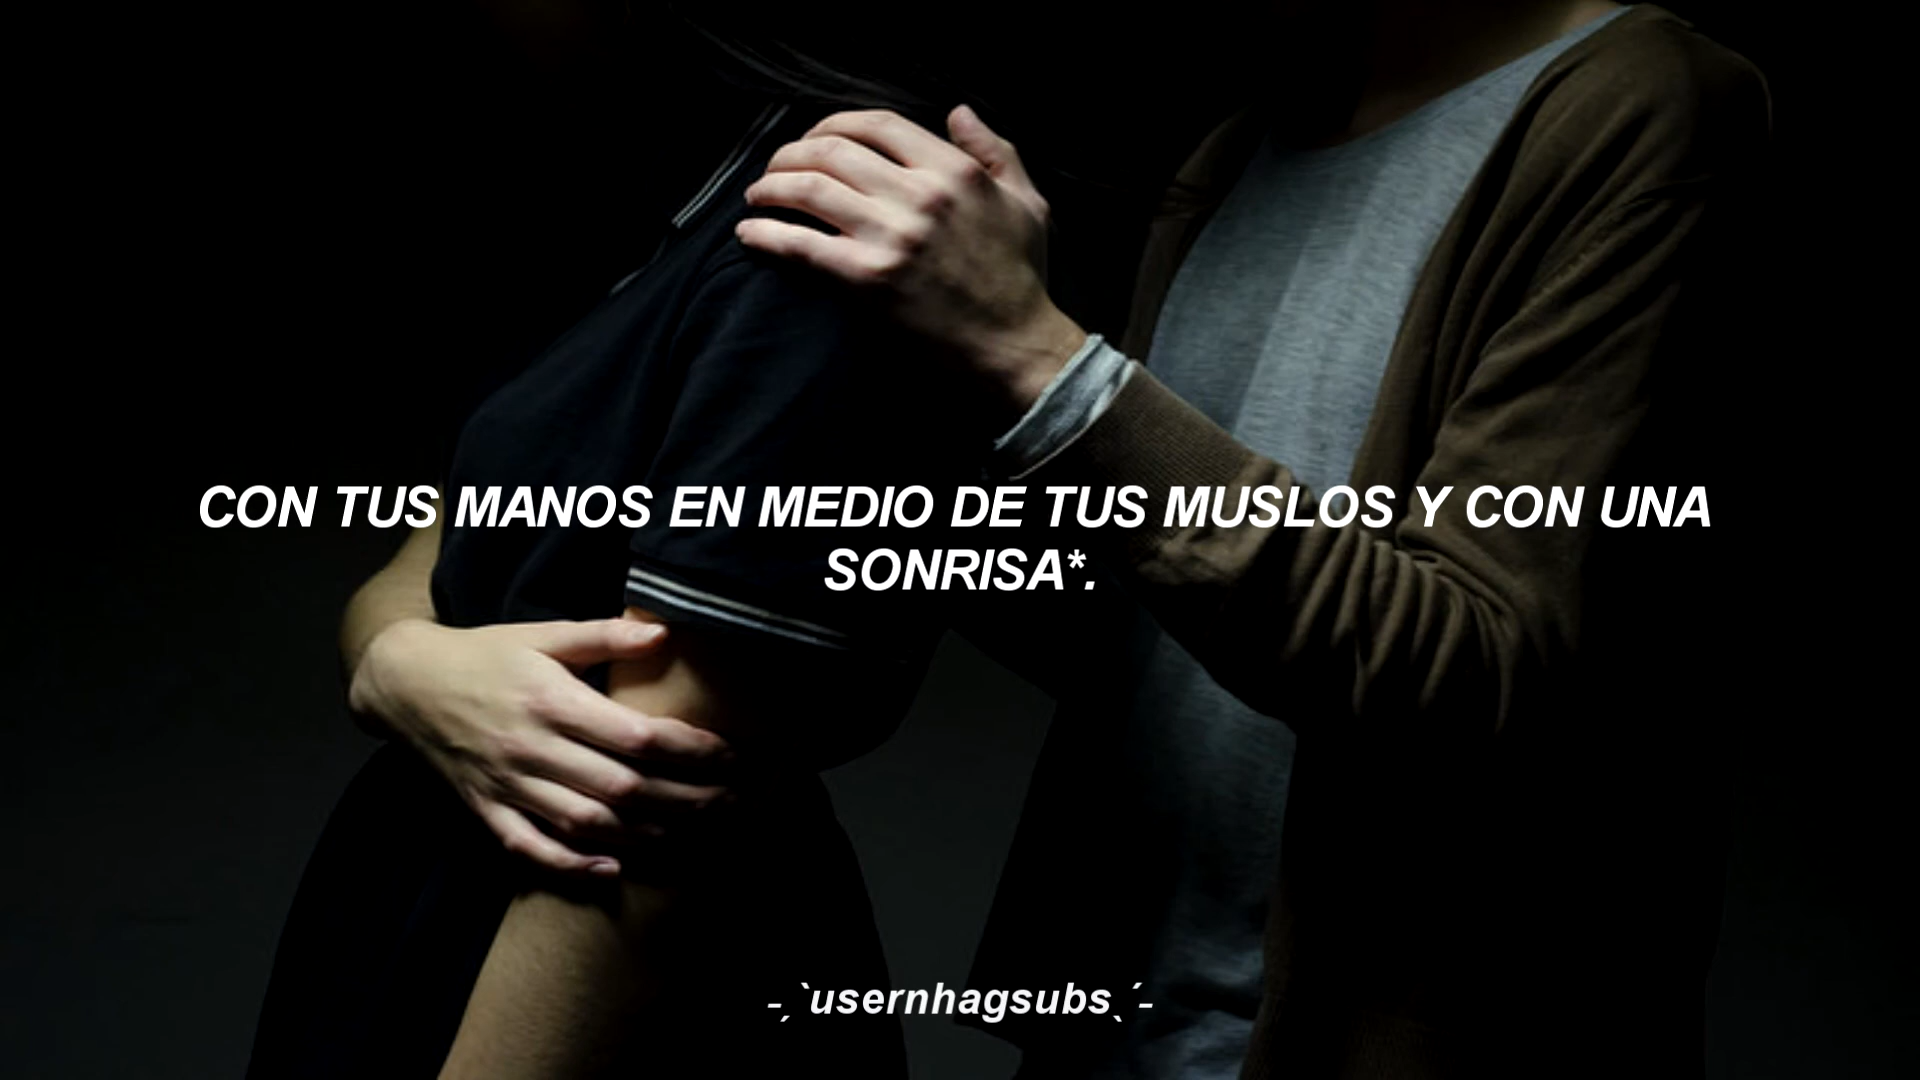 CON TUS MANOS EN MEDIO DE TUS MUSLOS Y CON UNA
SONRISA*.
-ˏˋusernhagsubsˎˊ-